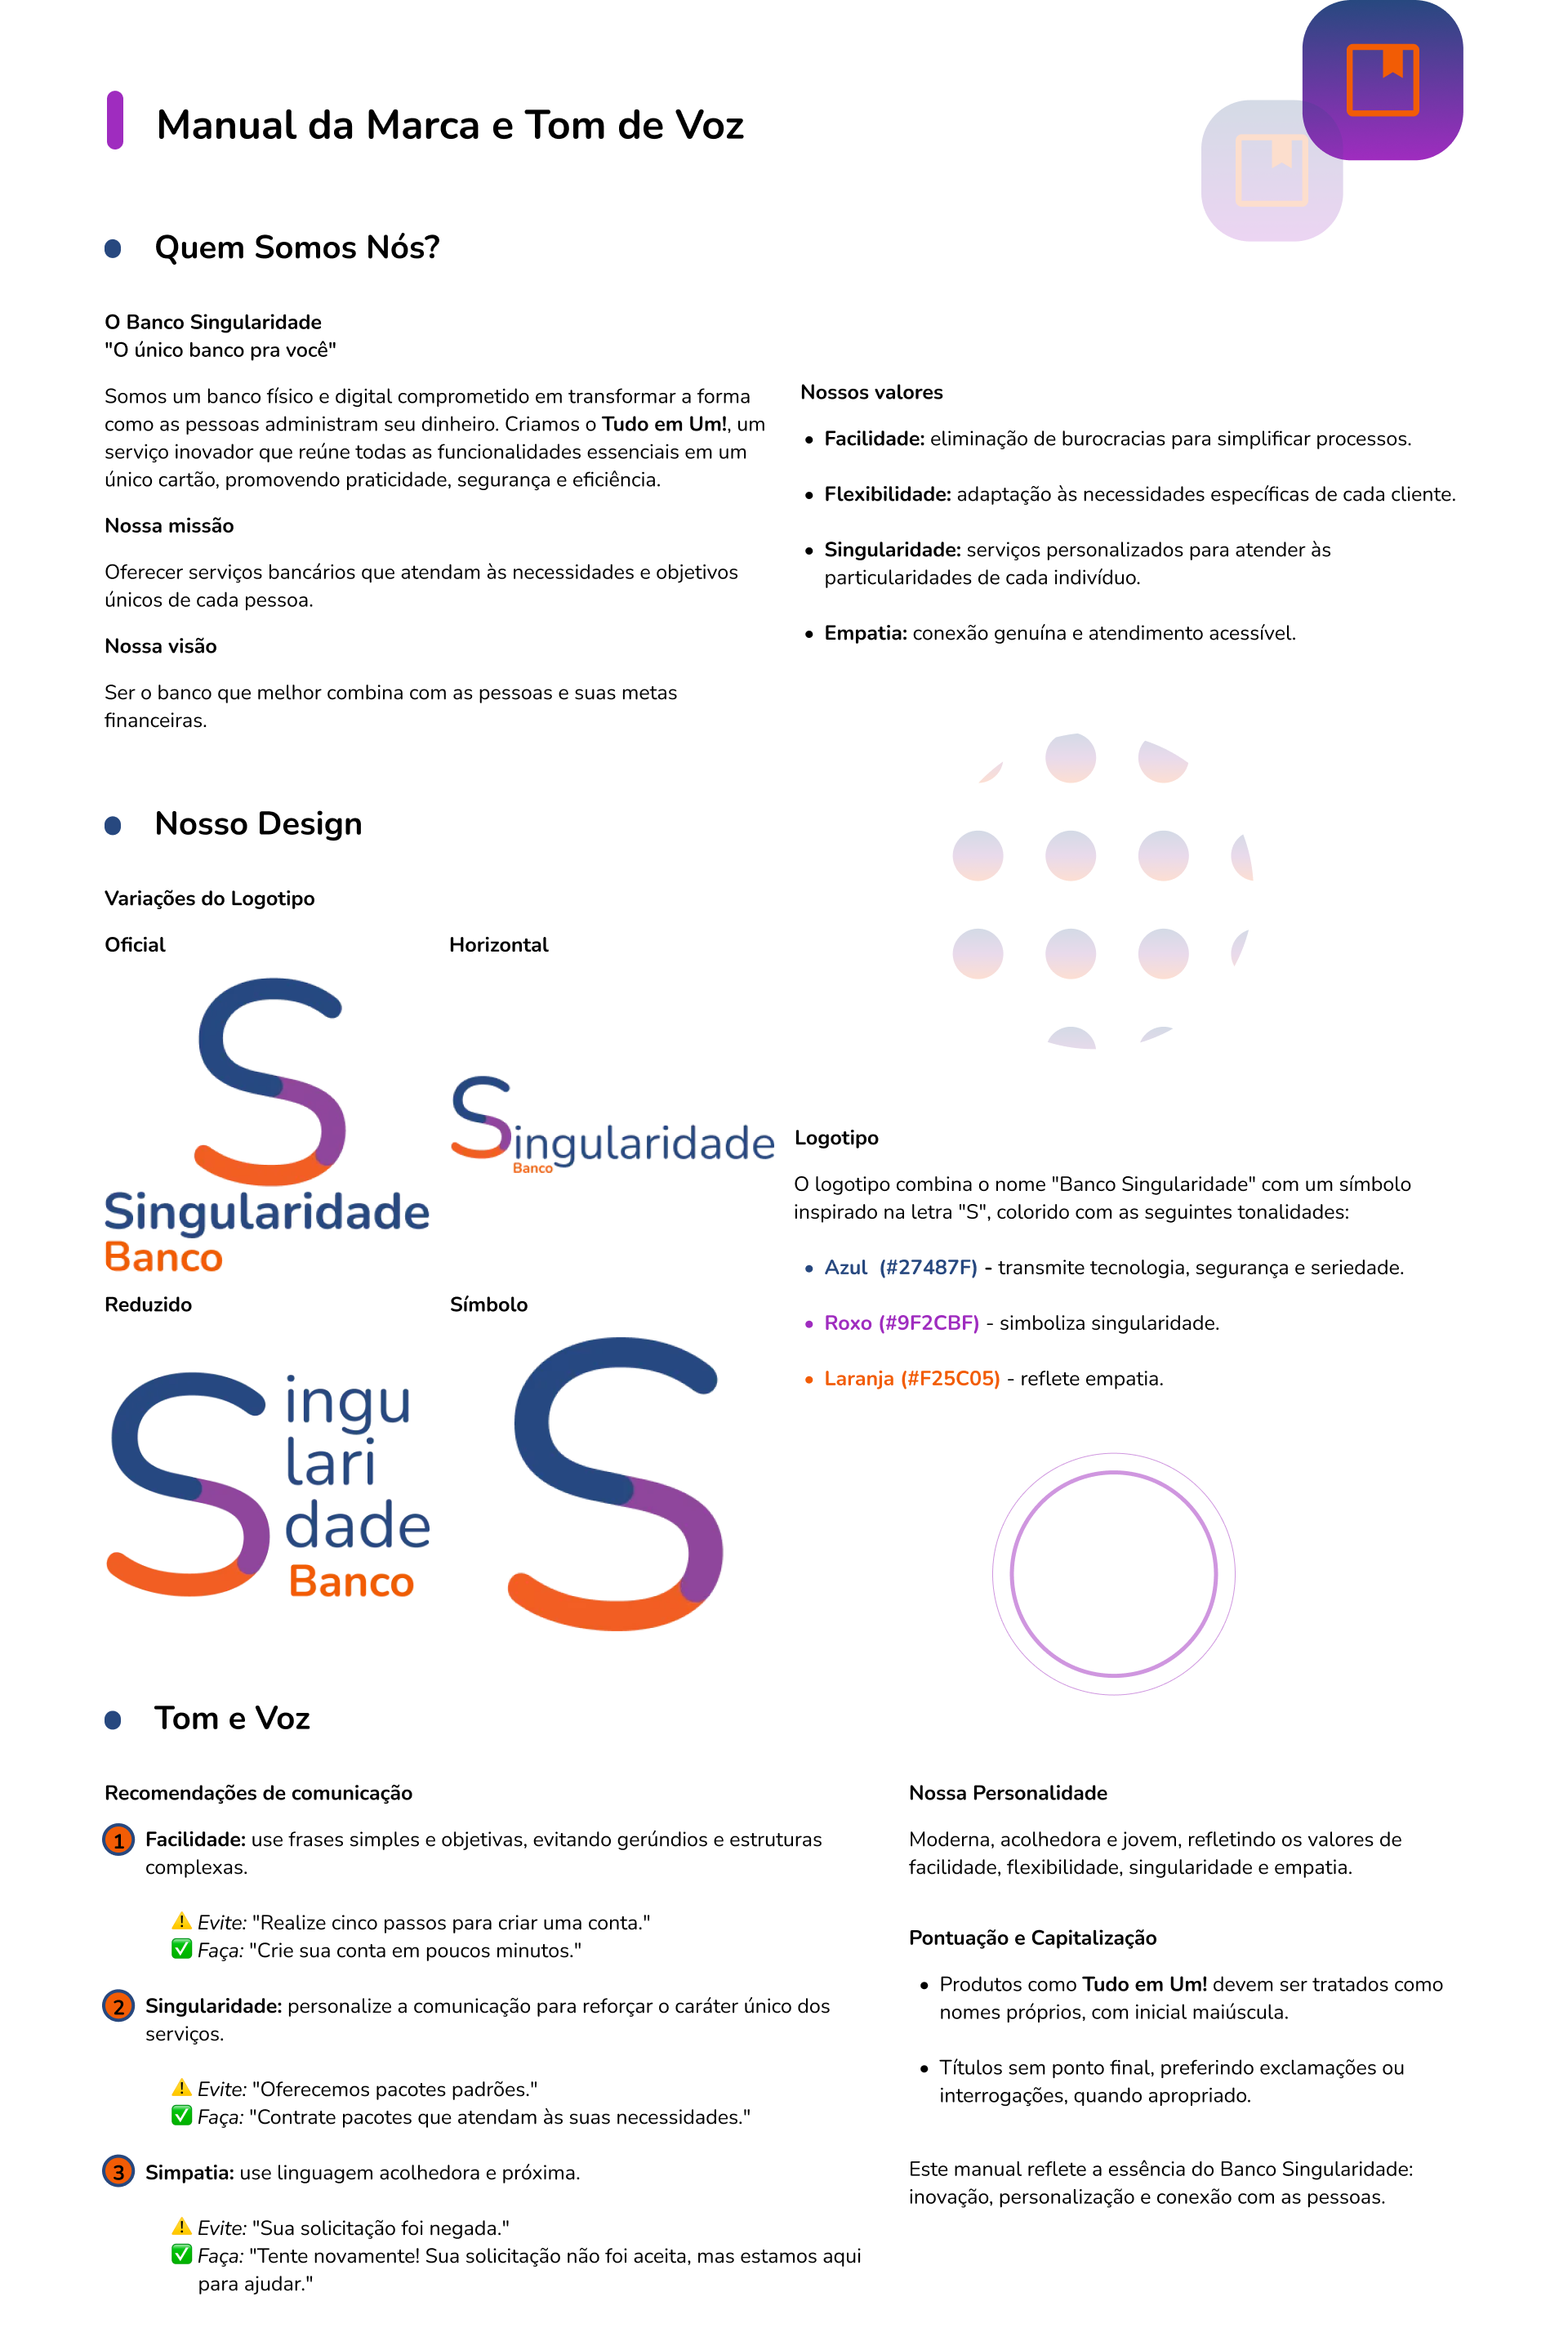 Manual da Marca e Tom de Voz
Quem Somos Nós?
O Banco Singularidade
"O único banco pra você"
Somos um banco físico e digital comprometido em transformar a forma
como as pessoas administram seu dinheiro. Criamos o Tudo em Um!, um
serviço inovador que reúne todas as funcionalidades essenciais em um
único cartão, promovendo praticidade, segurança e eficiência.
Nossa missão
Oferecer serviços bancários que atendam às necessidades e objetivos
únicos de cada pessoa.
Nossa visão
Ser o banco que melhor combina com as pessoas e suas metas
financeiras.
Nossos valores
• Facilidade: eliminação de burocracias para simplificar processos.
• Flexibilidade: adaptação às necessidades específicas de cada cliente.
• Singularidade: serviços personalizados para atender às
particularidades de cada indivíduo.
• Empatia: conexão genuína e atendimento acessível.
Nosso Design
Variações do Logotipo
Oficial
Singularidade
Banco
Horizontal
Singularidade
Banco
Reduzido
Singu
lari
dade
Banco
Símbolo
S
Logotipo
O logotipo combina o nome "Banco Singularidade" com um símbolo
inspirado na letra "S", colorido com as seguintes tonalidades:
• Azul (#27487F) - transmite tecnologia, segurança e seriedade.
• Roxo (#9F2CBF) - simboliza singularidade.
• Laranja (#F25C05) - reflete empatia.
Tom e Voz
Recomendações de comunicação
1 Facilidade: use frases simples e objetivas, evitando gerúndios e estruturas
complexas.
⚠️ Evite: "Realize cinco passos para criar uma conta."
✅ Faça: "Crie sua conta em poucos minutos."
2 Singularidade: personalize a comunicação para reforçar o caráter único dos
serviços.
⚠️ Evite: "Oferecemos pacotes padrões."
✅ Faça: "Contrate pacotes que atendam às suas necessidades."
3 Simpatia: use linguagem acolhedora e próxima.
⚠️ Evite: "Sua solicitação foi negada."
✅ Faça: "Tente novamente! Sua solicitação não foi aceita, mas estamos aqui
para ajudar."
Nossa Personalidade
Moderna, acolhedora e jovem, refletindo os valores de
facilidade, flexibilidade, singularidade e empatia.
Pontuação e Capitalização
• Produtos como Tudo em Um! devem ser tratados como
nomes próprios, com inicial maiúscula.
• Títulos sem ponto final, preferindo exclamações ou
interrogações, quando apropriado.
Este manual reflete a essência do Banco Singularidade:
inovação, personalização e conexão com as pessoas.